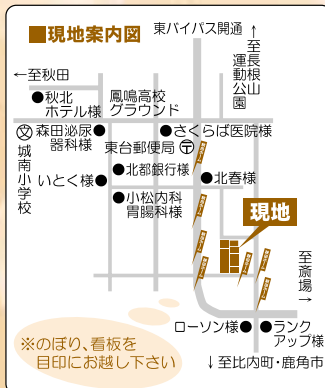 ■現地案内図
東バイパス開通
↑至長根山
運動公園
←至秋田
●秋北
ホテル様
鳳鳴高校
グラウンド
文
城南小学校
森田泌尿●
器科様
●さくらば医院様
東台郵便局〒
●北都銀行様
●北春様
いとく様●
●小松内科
胃腸科様
現地
至斎場→
ローソン様●
●ランク
アップ様
※のぼり、看板を
目印にお越し下さい
↓至比内町・鹿角市